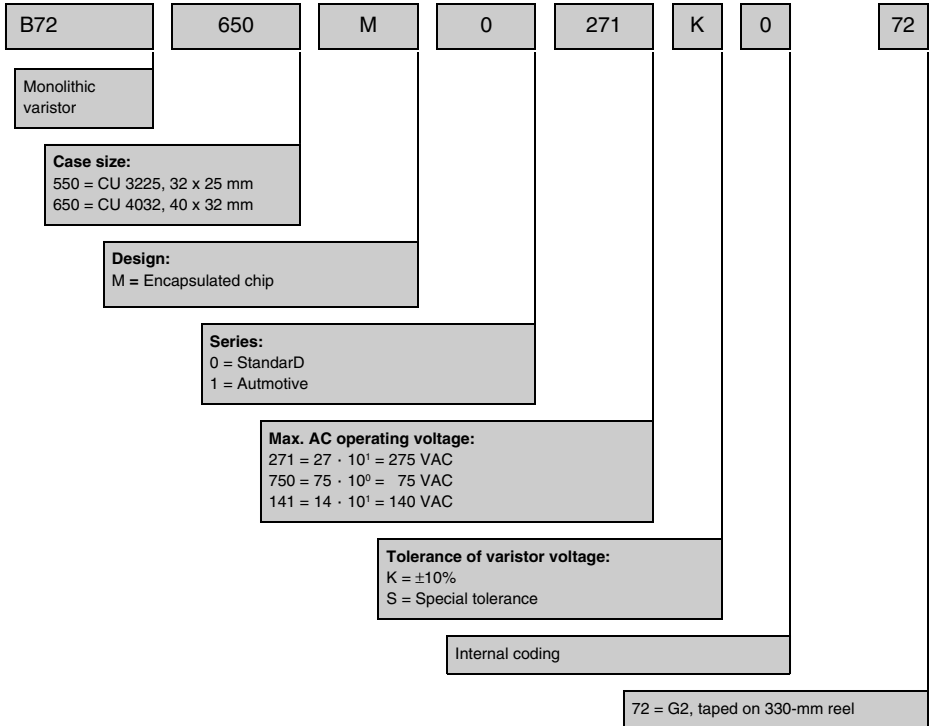 B72 650 M 0 271 K 0 72
Monolithic
varistor
Case size:
550 = CU 3225, 32 x 25 mm
650 = CU 4032, 40 x 32 mm
Design:
M = Encapsulated chip
Series:
0 = StandarD
1 = Autmotive
Max. AC operating voltage:
271 = 27 · 10¹ = 275 VAC
750 = 75 · 10⁰ = 75 VAC
141 = 14 · 10¹ = 140 VAC
Tolerance of varistor voltage:
K = ±10%
S = Special tolerance
Internal coding
72 = G2, taped on 330-mm reel